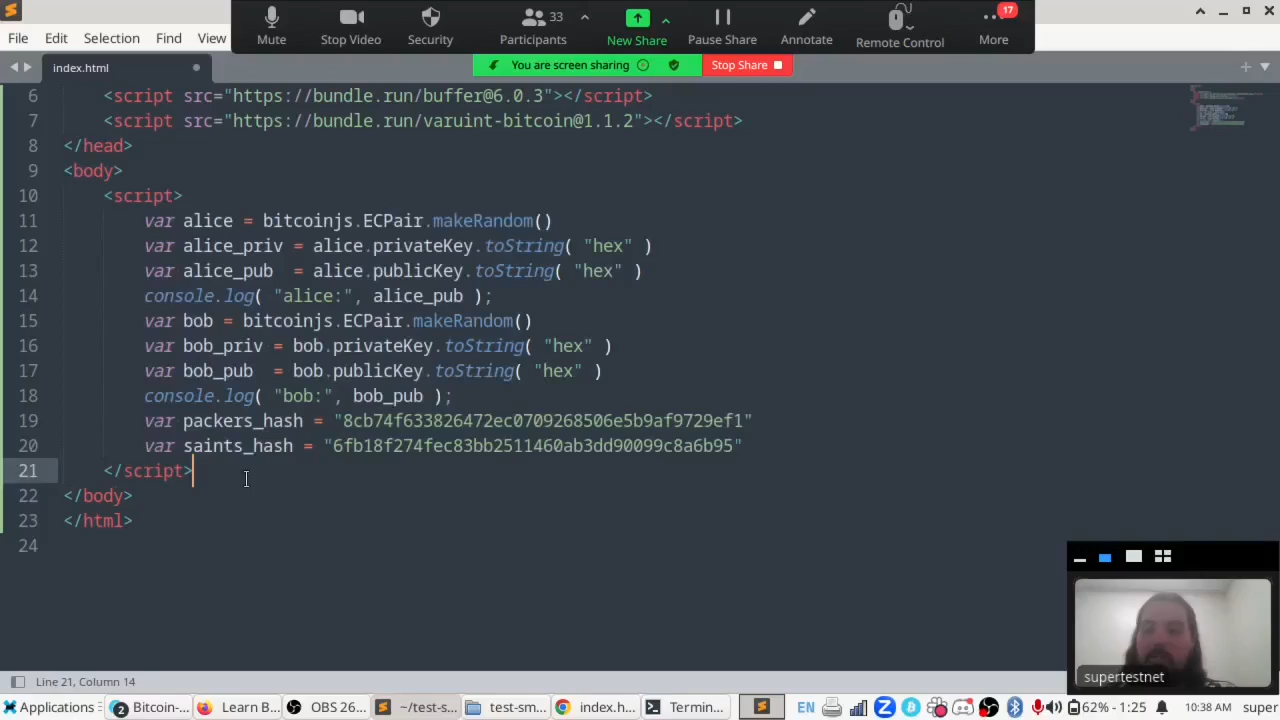 33
17
Mute
Stop Video
Security
Participants
New Share
Pause Share
Annotate
Remote Control
More
File Edit Selection Find View
You are screen sharing
Stop Share
index.html
6 <script src="https://bundle.run/buffer@6.0.3"></script>
7 <script src="https://bundle.run/varuint-bitcoin@1.1.2"></script>
8 </head>
9 <body>
10 <script>
11 var alice = bitcoinjs.ECPair.makeRandom()
12 var alice_priv = alice.privateKey.toString( "hex" )
13 var alice_pub  = alice.publicKey.toString( "hex" )
14 console.log( "alice:", alice_pub );
15 var bob = bitcoinjs.ECPair.makeRandom()
16 var bob_priv = bob.privateKey.toString( "hex" )
17 var bob_pub  = bob.publicKey.toString( "hex" )
18 console.log( "bob:", bob_pub );
19 var packers_hash = "8cb74f633826472ec0709268506e5b9af9729ef1"
20 var saints_hash = "6fb18f274fec83bb2511460ab3dd90099c8a6b95"
21 </script>
22 </body>
23 </html>
24
supertestnet
Line 21, Column 14
Applications
2 Bitcoin-...
Learn B...
OBS 26...
~/test-s...
test-sm...
index.h...
Termin...
EN
62% - 1:25
10:38 AM
super